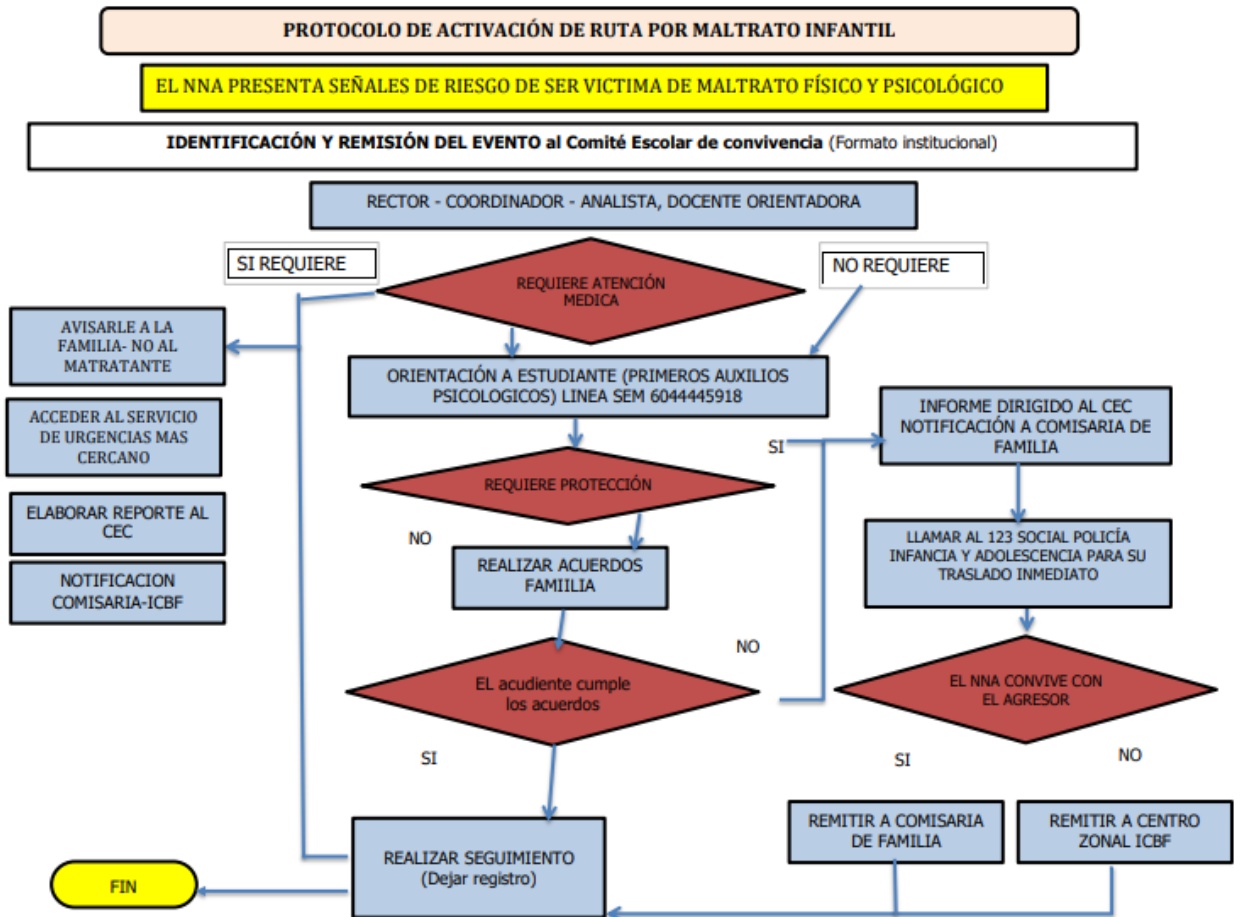 PROTOCOLO DE ACTIVACIÓN DE RUTA POR MALTRATO INFANTIL
EL NNA PRESENTA SEÑALES DE RIESGO DE SER VICTIMA DE MALTRATO FÍSICO Y PSICOLÓGICO
IDENTIFICACIÓN Y REMISIÓN DEL EVENTO al Comité Escolar de convivencia (Formato institucional)
RECTOR - COORDINADOR - ANALISTA, DOCENTE ORIENTADORA
SI REQUIERE
REQUIERE ATENCIÓN
MEDICA
NO REQUIERE
AVISARLE A LA
FAMILIA- NO AL
MATRATANTE
ACCEDER AL SERVICIO
DE URGENCIAS MAS
CERCANO
ELABORAR REPORTE AL
CEC
NOTIFICACION
COMISARIA-ICBF
ORIENTACIÓN A ESTUDIANTE (PRIMEROS AUXILIOS
PSICOLOGICOS) LINEA SEM 6044445918
REQUIERE PROTECCIÓN
SI
NO
INFORME DIRIGIDO AL CEC
NOTIFICACIÓN A COMISARIA DE
FAMILIA
LLAMAR AL 123 SOCIAL POLICÍA
INFANCIA Y ADOLESCENCIA PARA SU
TRASLADO INMEDIATO
REALIZAR ACUERDOS
FAMIILIA
EL acudiente cumple
los acuerdos
NO
SI
EL NNA CONVIVE CON
EL AGRESOR
SI
NO
REMITIR A COMISARIA
DE FAMILIA
REMITIR A CENTRO
ZONAL ICBF
REALIZAR SEGUIMIENTO
(Dejar registro)
FIN